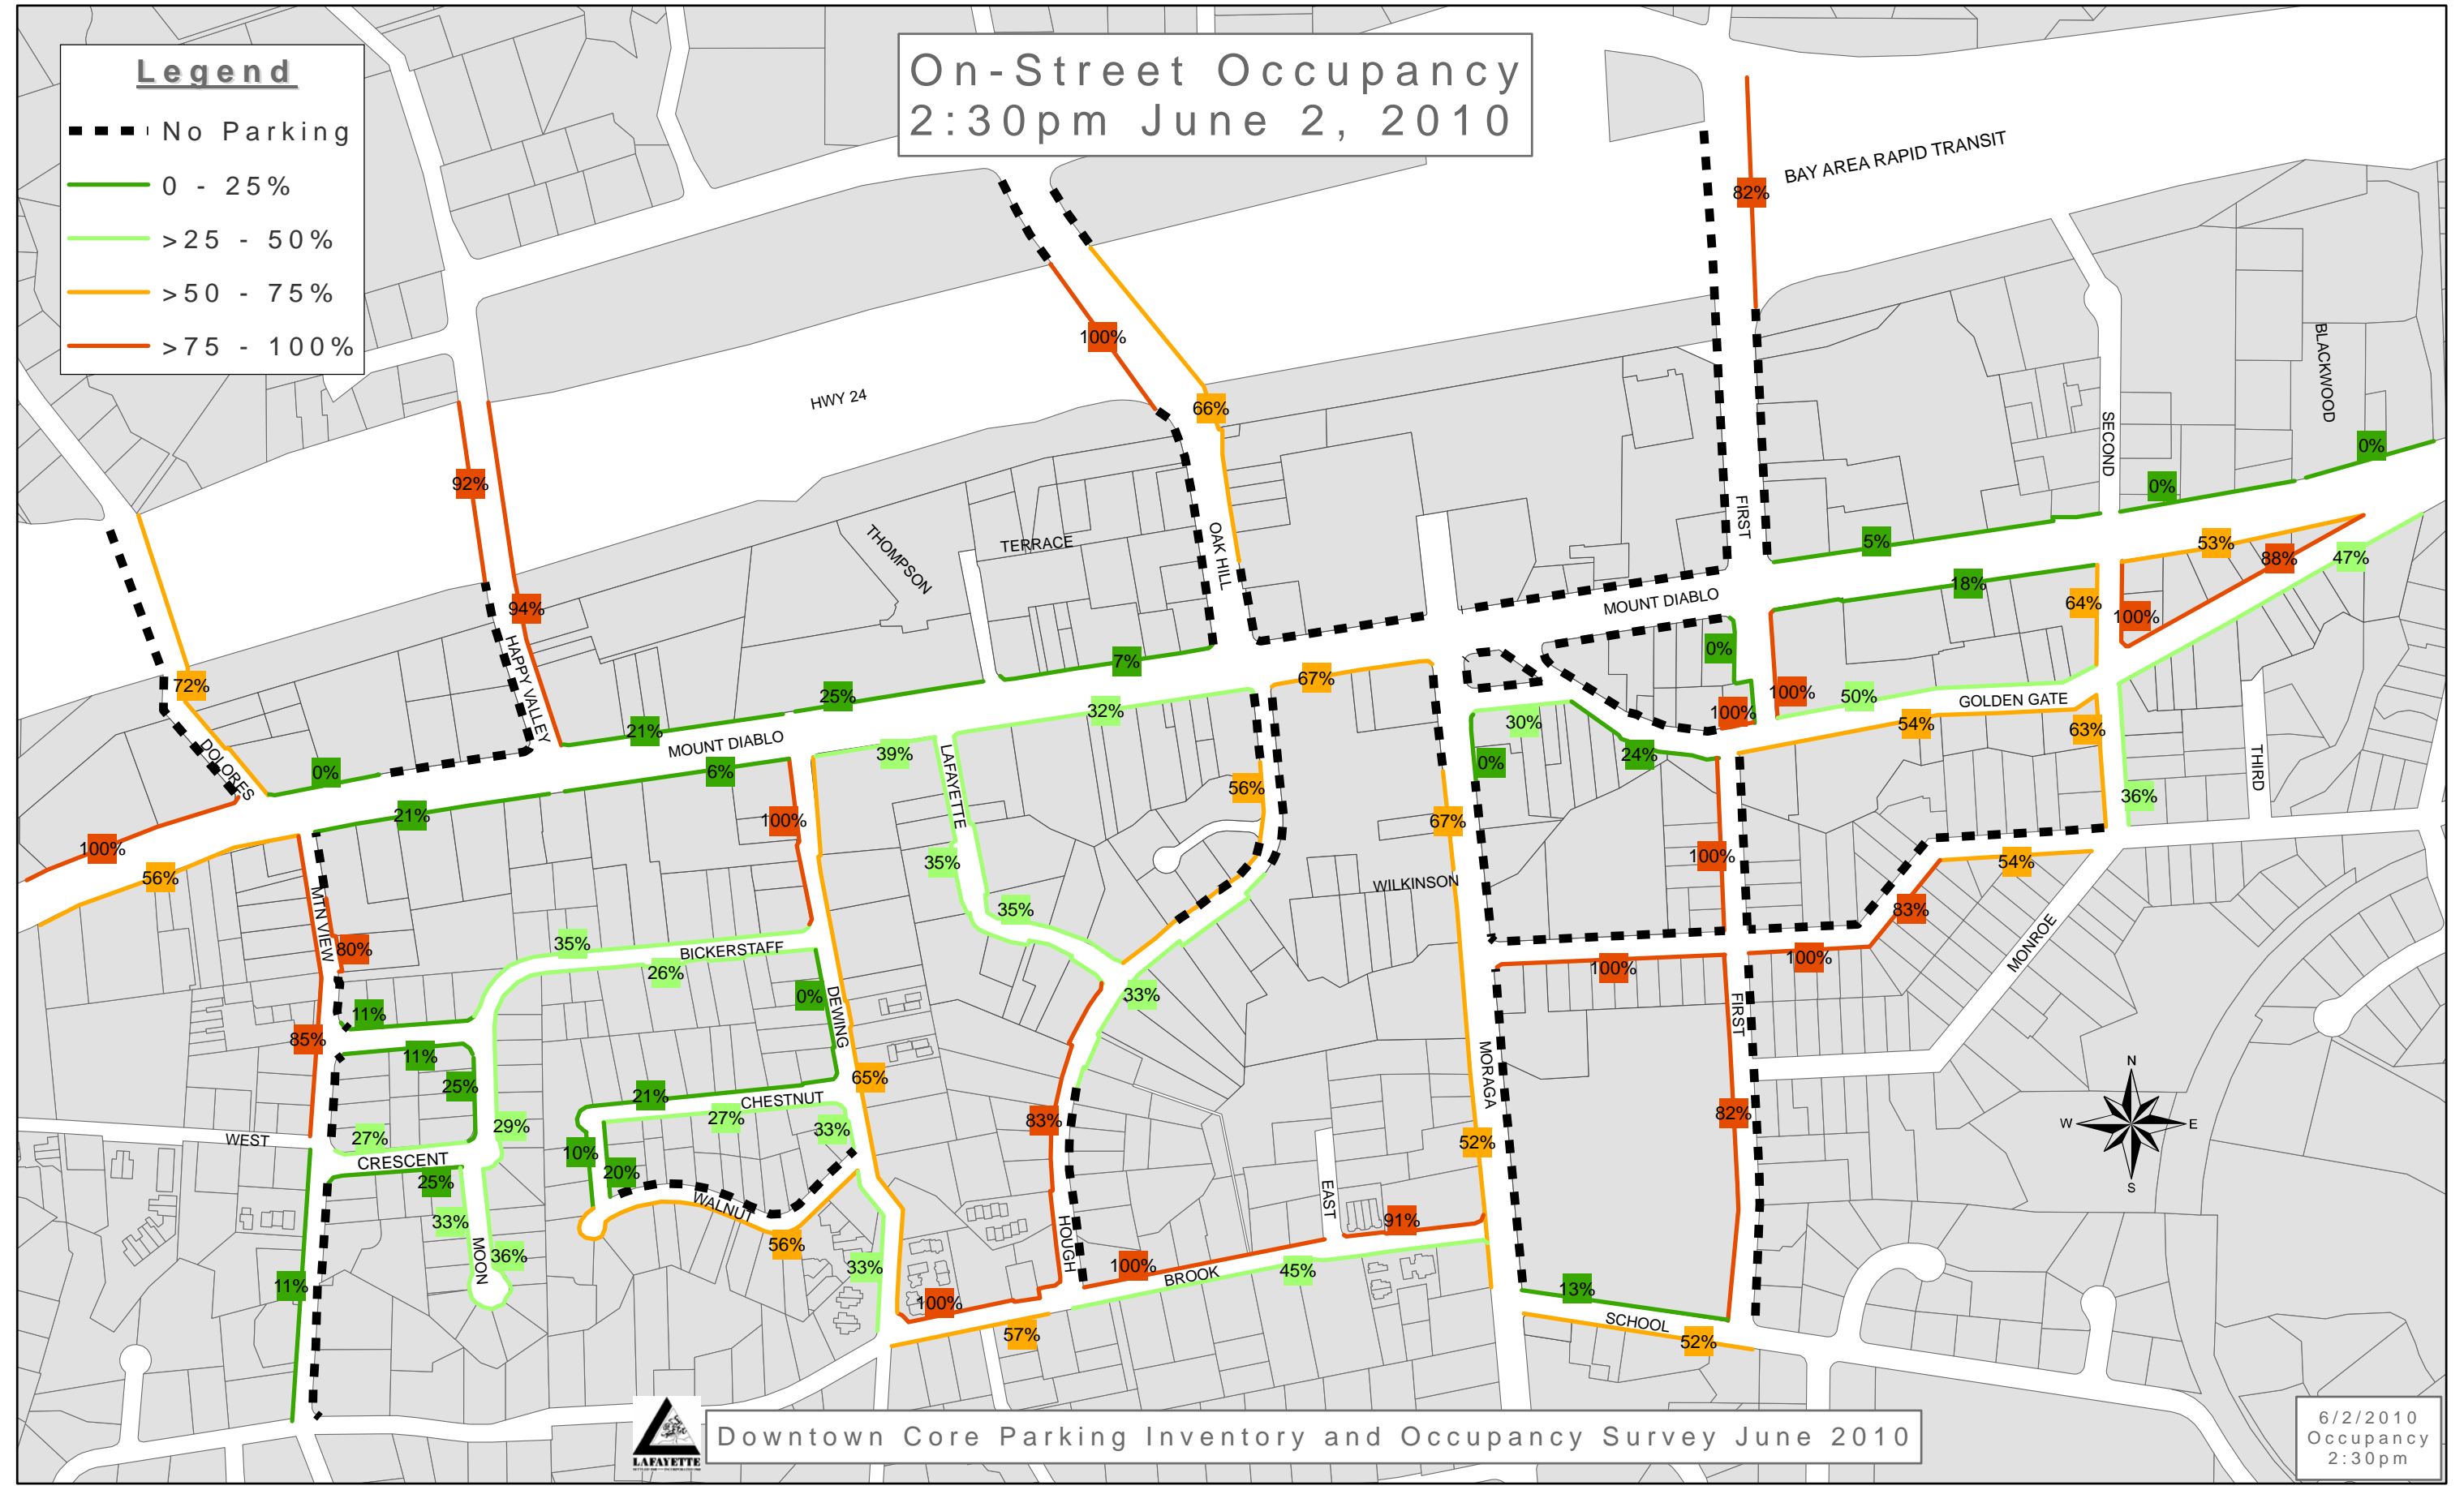 Legend
No Parking
0 - 25%
>25 - 50%
>50 - 75%
>75 - 100%
On-Street Occupancy
2:30pm June 2, 2010
BAY AREA RAPID TRANSIT
82%
100%
HWY 24
66%
BLACKWOOD
SECOND
0%
0%
92%
FIRST
THOMPSON
TERRACE
OAK HILL
5%
53%
88%
47%
18%
94%
MOUNT DIABLO
64%
100%
HAPPY VALLEY
0%
7%
72%
67%
100%
50%
GOLDEN GATE
25%
32%
100%
30%
54%
63%
21%
MOUNT DIABLO
39%
24%
DOLORES
0%
6%
LAFAYETTE
0%
THIRD
56%
36%
21%
100%
67%
100%
35%
100%
54%
56%
WILKINSON
MTN VIEW
35%
83%
80%
35%
BICKERSTAFF
26%
MONROE
100%
100%
0%
DEWING
33%
11%
FIRST
85%
11%
25%
65%
MORAGA
21%
CHESTNUT
27%
33%
83%
82%
29%
WEST
27%
CRESCENT
10%
20%
52%
25%
WALNUT
EAST
33%
MOON
36%
56%
HOUGH
91%
33%
100%
BROOK
45%
11%
100%
57%
13%
SCHOOL
52%
N
W
E
S
LAFAYETTE
Downtown Core Parking Inventory and Occupancy Survey June 2010
6/2/2010
Occupancy
2:30pm